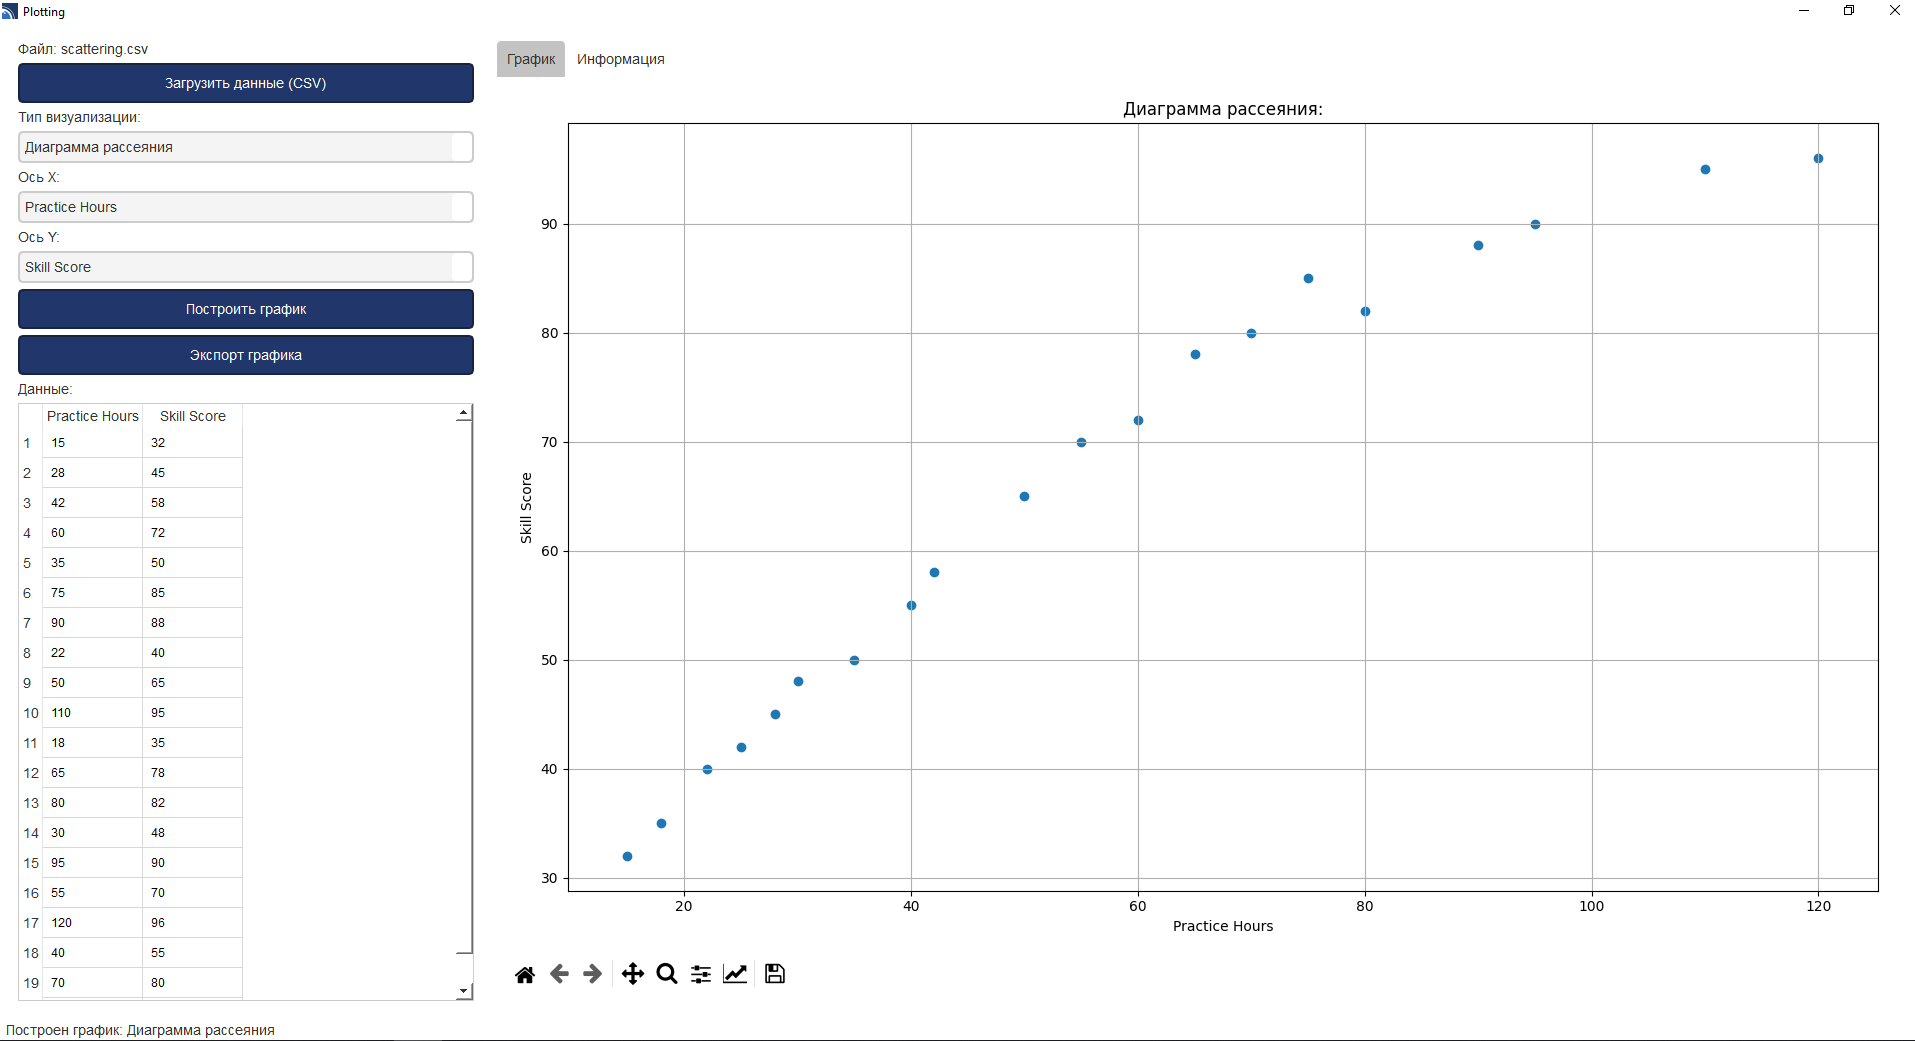 Plotting
Файл: scattering.csv
Загрузить данные (CSV)
Тип визуализации:
Диаграмма рассеяния
Ось X:
Practice Hours
Ось Y:
Skill Score
Построить график
Экспорт графика
Данные:
Practice Hours Skill Score
1 15 32
2 28 45
3 42 58
4 60 72
5 35 50
6 75 85
7 90 88
8 22 40
9 50 65
10 110 95
11 18 35
12 65 78
13 80 82
14 30 48
15 95 90
16 55 70
17 120 96
18 40 55
19 70 80
График Информация
Диаграмма рассеяния:
90
80
70
60
50
40
30
Skill Score
20 40 60 80 100 120
Practice Hours
Построен график: Диаграмма рассеяния